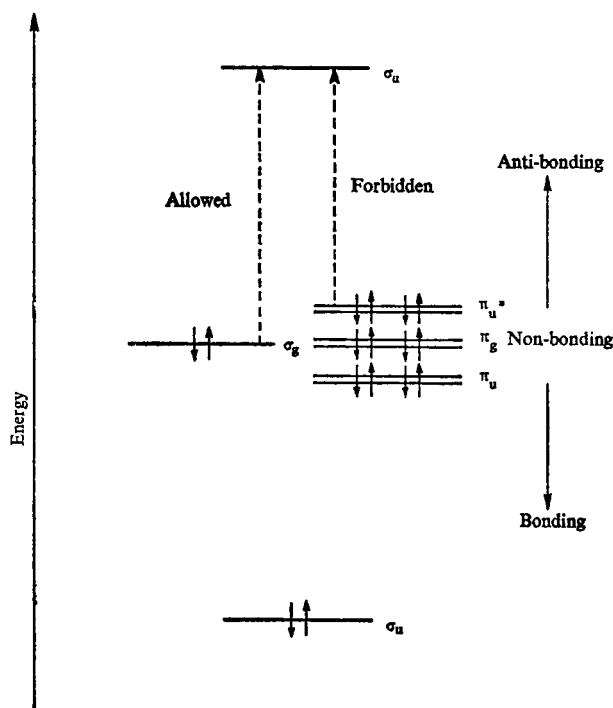 σu
Anti-bonding
Allowed
Forbidden
πu*
σg
πg
Non-bonding
πu
Energy
Bonding
σu